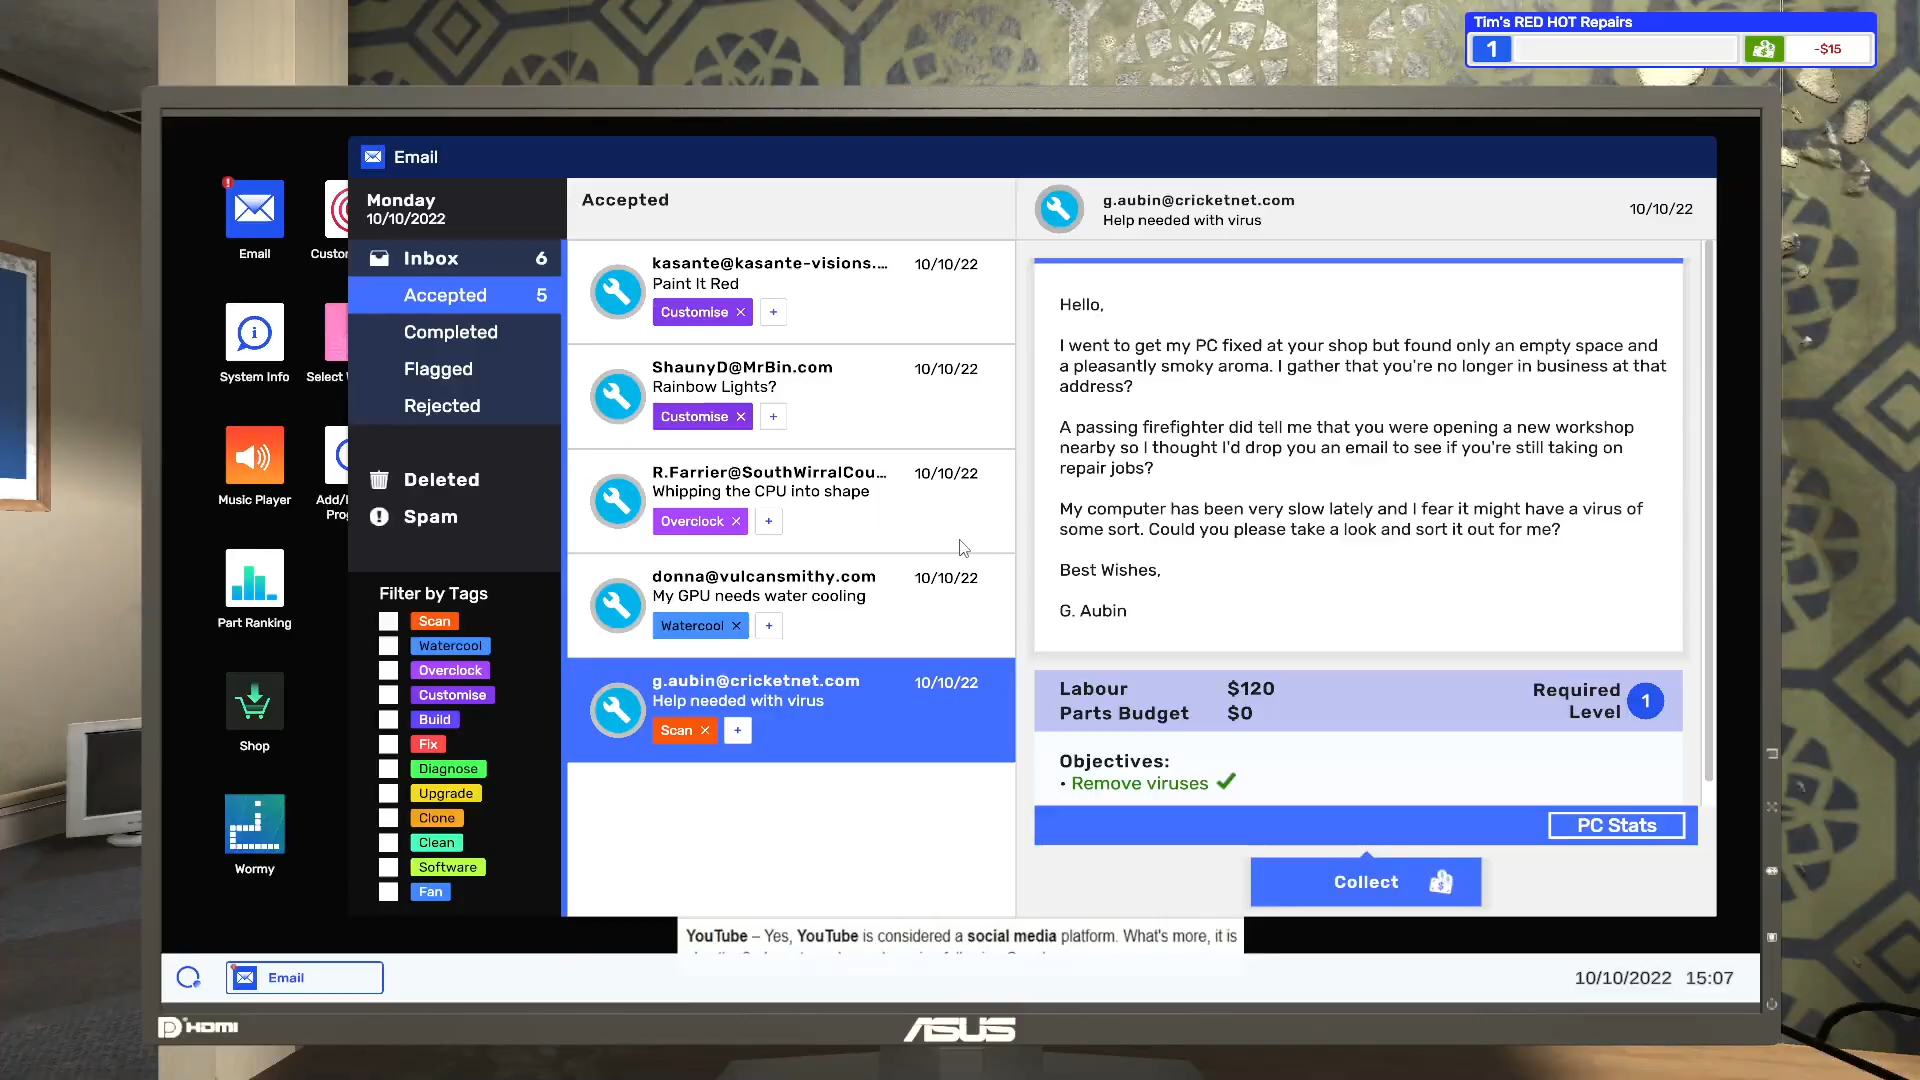 Tim's RED HOT Repairs
1
-$15
Email
Monday
10/10/2022
Inbox 6
Accepted 5
Completed
Flagged
Rejected
Deleted
Spam
Filter by Tags
Scan
Watercool
Overclock
Customise
Build
Fix
Diagnose
Upgrade
Clone
Clean
Software
Fan
Email
Custo
System Info
Select
Music Player
Add/
Prog
Part Ranking
Shop
Wormy
Accepted
kasante@kasante-visions.... 10/10/22
Paint It Red
Customise × +
ShaunyD@MrBin.com 10/10/22
Rainbow Lights?
Customise × +
R.Farrier@SouthWirralCou... 10/10/22
Whipping the CPU into shape
Overclock × +
donna@vulcansmithy.com 10/10/22
My GPU needs water cooling
Watercool × +
g.aubin@cricketnet.com 10/10/22
Help needed with virus
Scan × +
g.aubin@cricketnet.com
Help needed with virus
10/10/22
Hello,
I went to get my PC fixed at your shop but found only an empty space and
a pleasantly smoky aroma. I gather that you're no longer in business at that
address?
A passing firefighter did tell me that you were opening a new workshop
nearby so I thought I'd drop you an email to see if you're still taking on
repair jobs?
My computer has been very slow lately and I fear it might have a virus of
some sort. Could you please take a look and sort it out for me?
Best Wishes,
G. Aubin
Labour $120
Parts Budget $0
Required
Level 1
Objectives:
• Remove viruses
PC Stats
Collect
YouTube – Yes, YouTube is considered a social media platform. What's more, it is
Email
10/10/2022 15:07
HDMI
ASUS